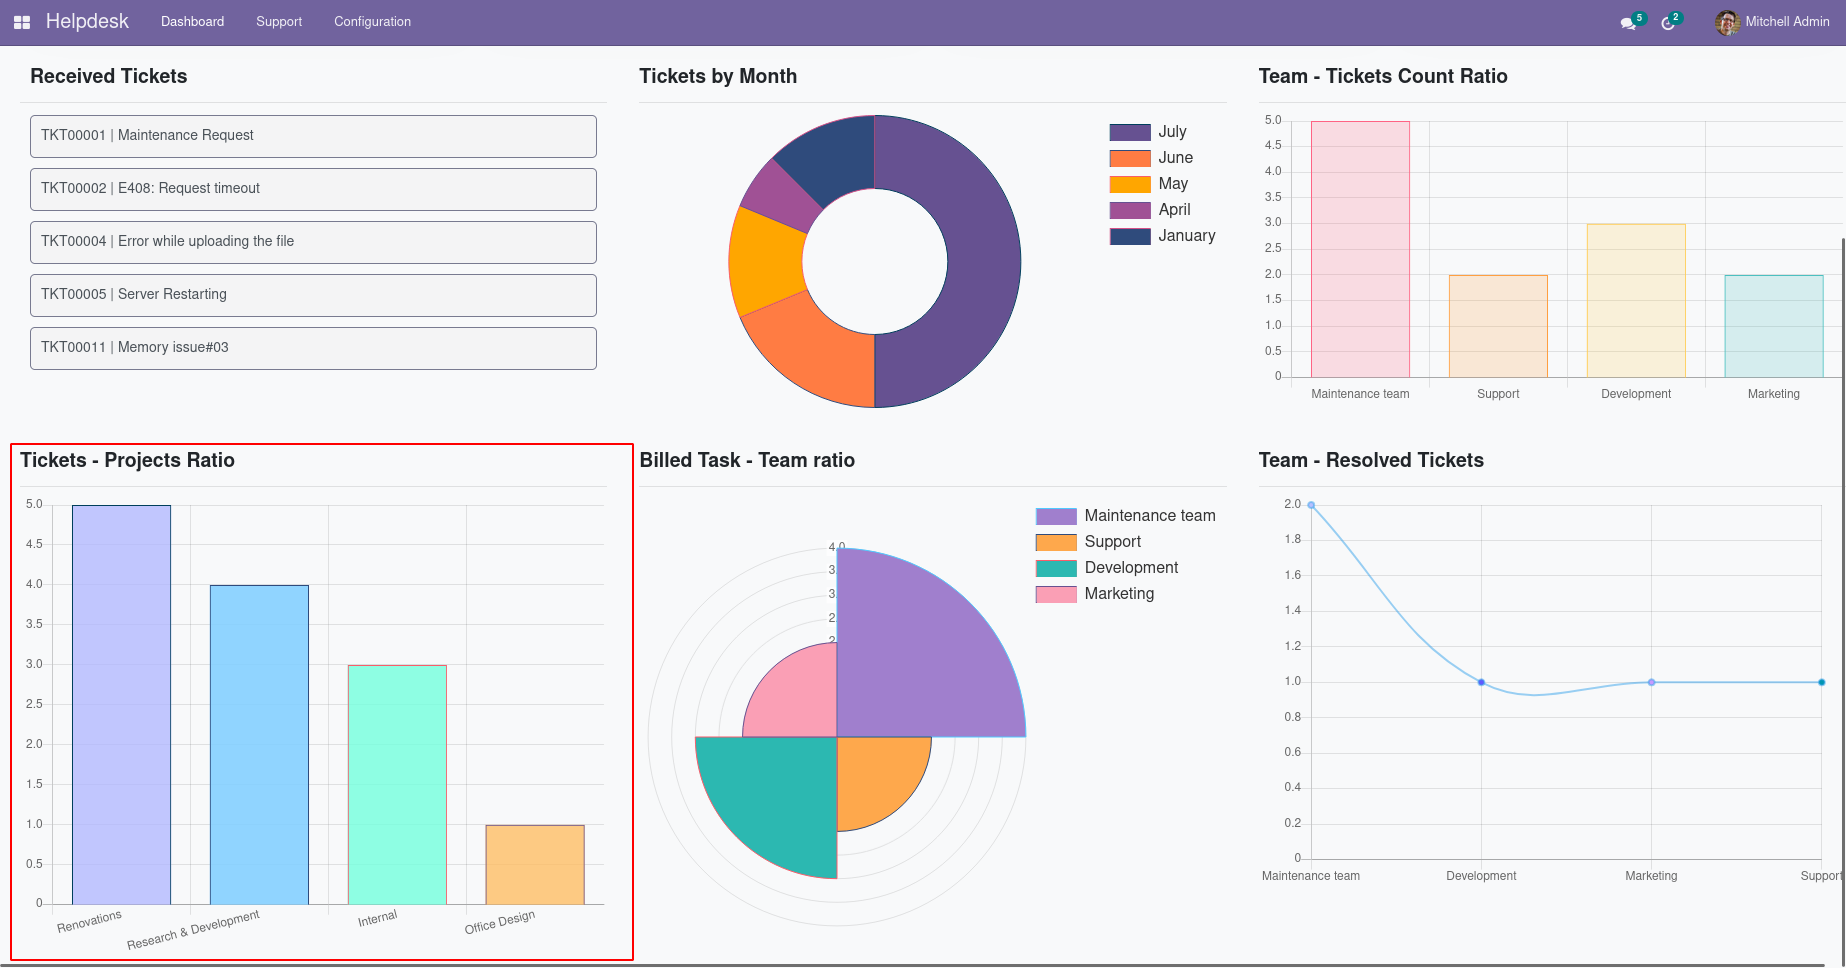 Helpdesk Dashboard Support Configuration 5 2 Mitchell Admin
Received Tickets
TKT00001 | Maintenance Request
TKT00002 | E408: Request timeout
TKT00004 | Error while uploading the file
TKT00005 | Server Restarting
TKT00011 | Memory issue#03
Tickets by Month
July
June
May
April
January
Team - Tickets Count Ratio
5.0
4.5
4.0
3.5
3.0
2.5
2.0
1.5
1.0
0.5
0
Maintenance team Support Development Marketing
Tickets - Projects Ratio
5.0
4.5
4.0
3.5
3.0
2.5
2.0
1.5
1.0
0.5
0
Renovations Research & Development Internal Office Design
Billed Task - Team ratio
Maintenance team
Support
Development
Marketing
4.0
3.
3.
2.
2.
Team - Resolved Tickets
2.0
1.8
1.6
1.4
1.2
1.0
0.8
0.6
0.4
0.2
0
Maintenance team Development Marketing Support